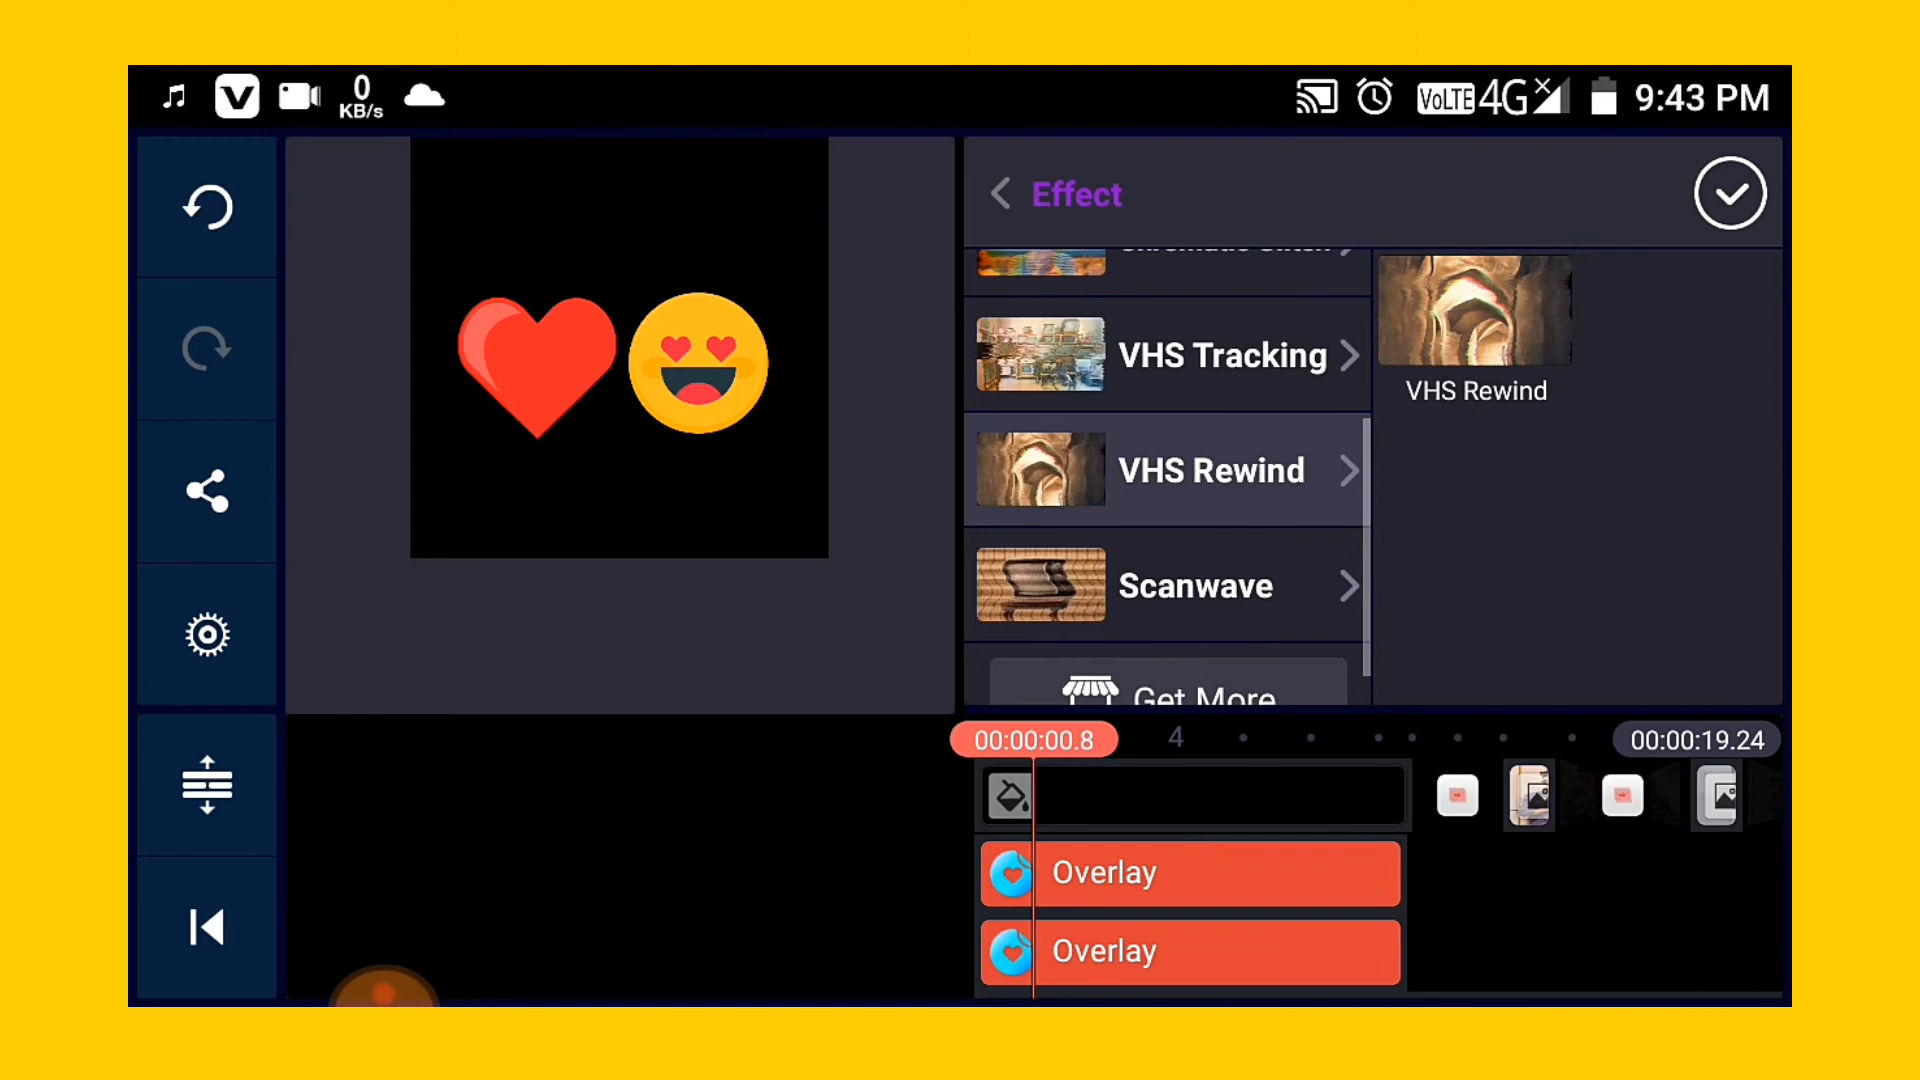 0
KB/s
VoLTE 4G
9:43 PM
Effect
VHS Tracking
VHS Rewind
VHS Rewind
Scanwave
Get More
00:00:00.8
4
00:00:19.24
Overlay
Overlay